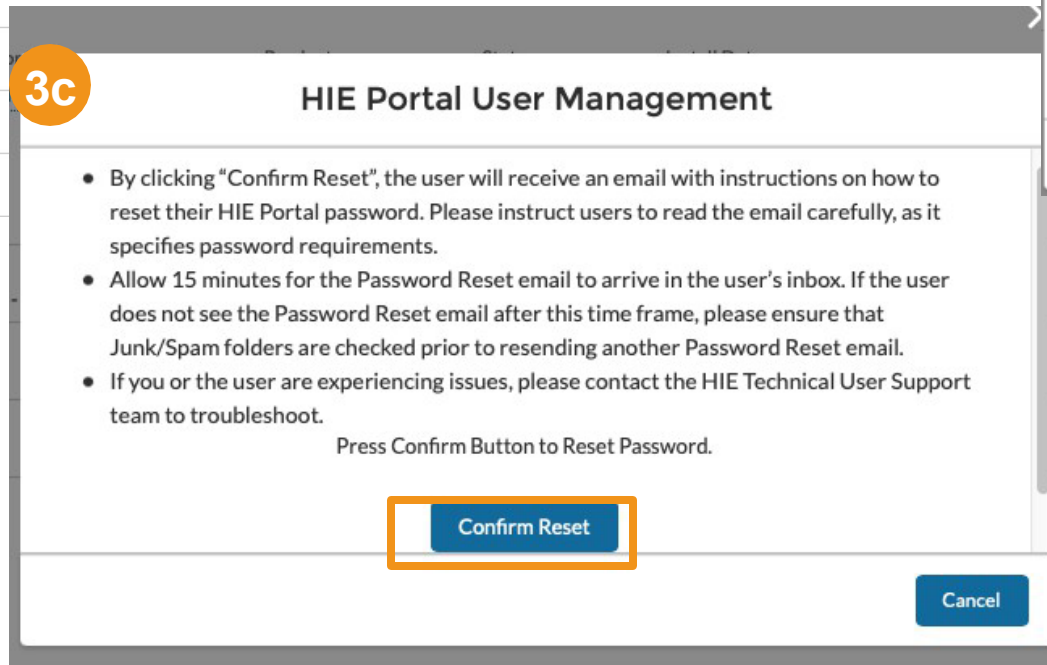 3c
HIE Portal User Management
• By clicking “Confirm Reset”, the user will receive an email with instructions on how to
reset their HIE Portal password. Please instruct users to read the email carefully, as it
specifies password requirements.
• Allow 15 minutes for the Password Reset email to arrive in the user’s inbox. If the user
does not see the Password Reset email after this time frame, please ensure that
Junk/Spam folders are checked prior to resending another Password Reset email.
• If you or the user are experiencing issues, please contact the HIE Technical User Support
team to troubleshoot.
Press Confirm Button to Reset Password.
Confirm Reset
Cancel